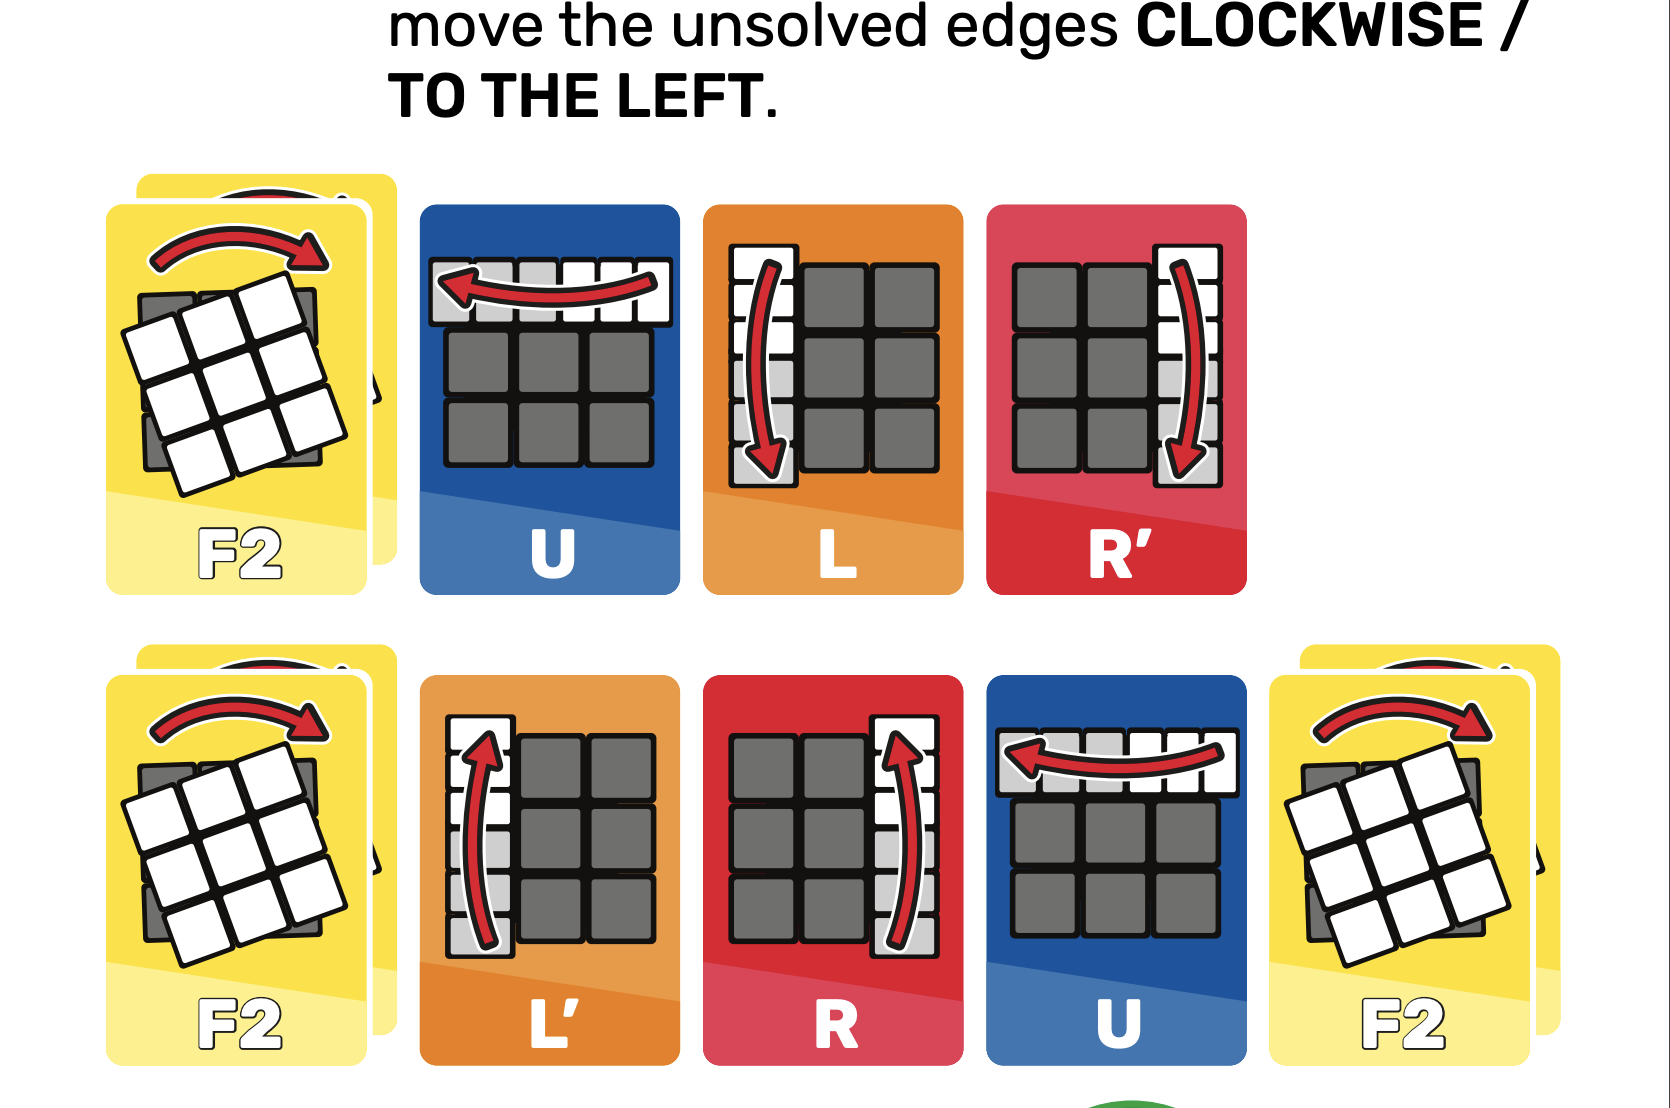 move the unsolved edges CLOCKWISE /
TO THE LEFT.
F2 U L R′
F2 L′ R U F2